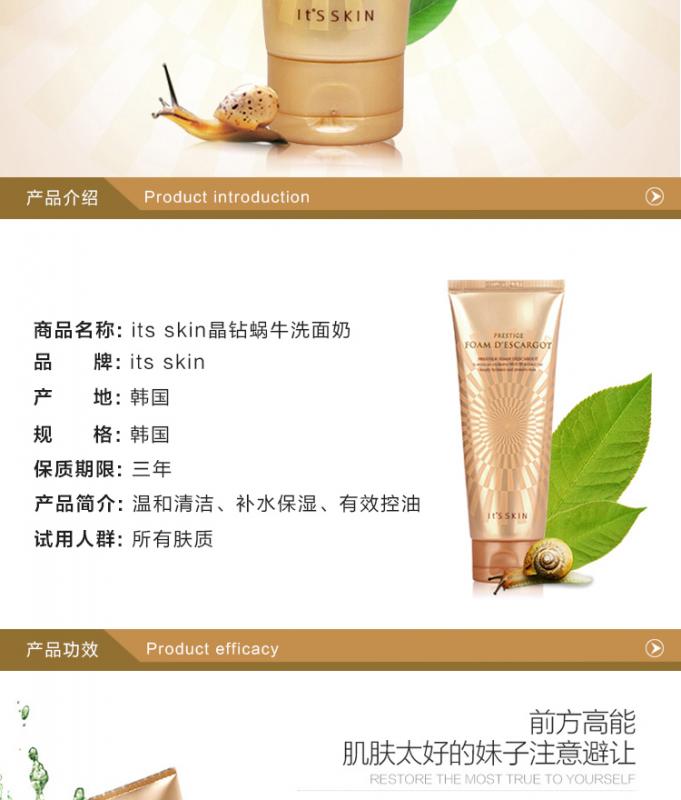 It'S SKIN
产品介绍 Product introduction
商品名称: its skin晶钻蜗牛洗面奶
品 牌: its skin
产 地: 韩国
规 格: 韩国
保质期限: 三年
产品简介: 温和清洁、补水保湿、有效控油
试用人群: 所有肤质
PRESTIGE
FOAM D'ESCARGOT
It'S SKIN
产品功效 Product efficacy
前方高能
肌肤太好的妹子注意避让
RESTORE THE MOST TRUE TO YOURSELF